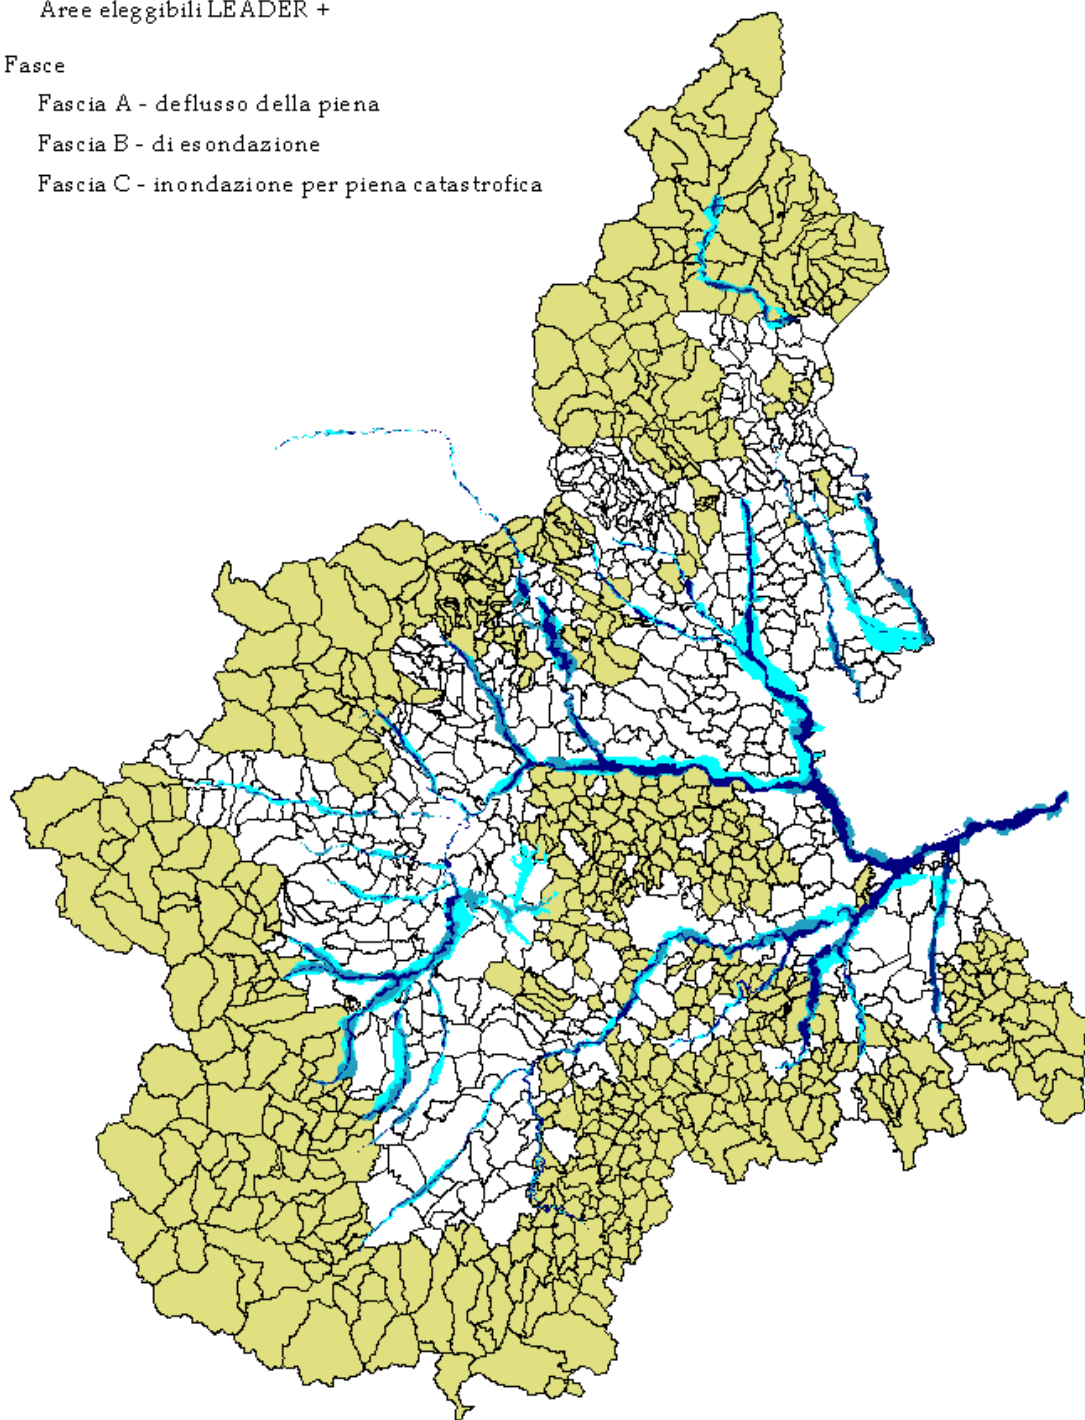 Aree eleggibili LEADER +
Fasce
Fascia A - deflusso della piena
Fascia B - di esondazione
Fascia C - inondazione per piena catastrofica